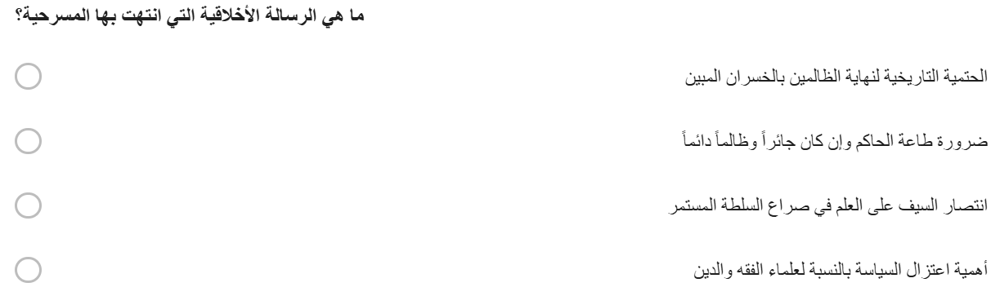 ما هي الرسالة الأخلاقية التي انتهت بها المسرحية؟
الحتمية التاريخية لنهاية الظالمين بالخسران المبين
ضرورة طاعة الحاكم وإن كان جائراً وظالماً دائماً
انتصار السيف على العلم في صراع السلطة المستمر
أهمية اعتزال السياسة بالنسبة لعلماء الفقه والدين